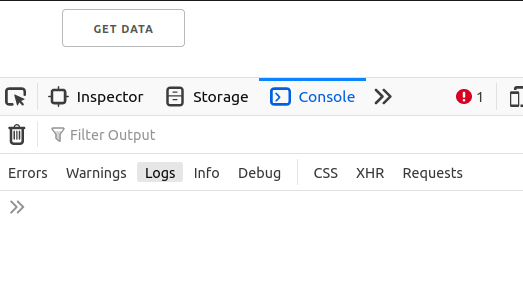 GET DATA
Inspector Storage Console 1
Filter Output
Errors Warnings Logs Info Debug CSS XHR Requests